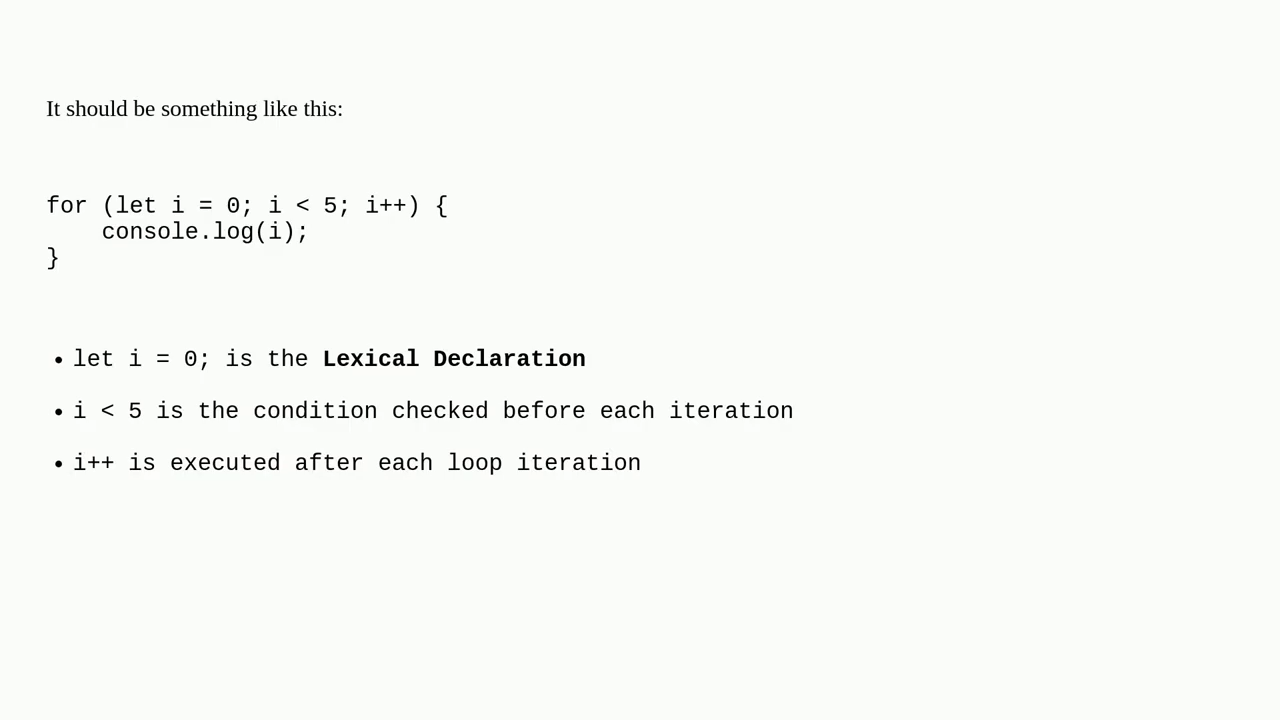 It should be something like this:
for (let i = 0; i < 5; i++) {
    console.log(i);
}
• let i = 0; is the Lexical Declaration
• i < 5 is the condition checked before each iteration
• i++ is executed after each loop iteration